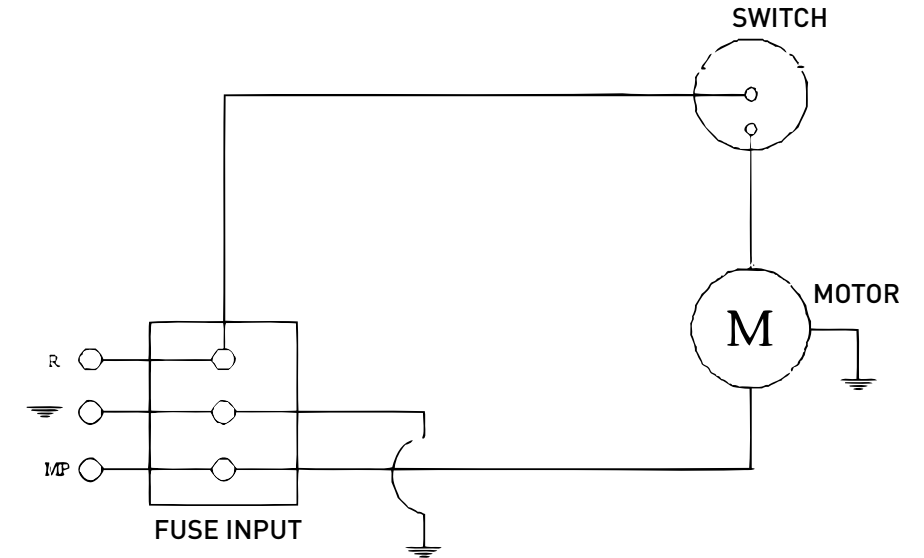 SWITCH
MOTOR
M
R
MP
FUSE INPUT